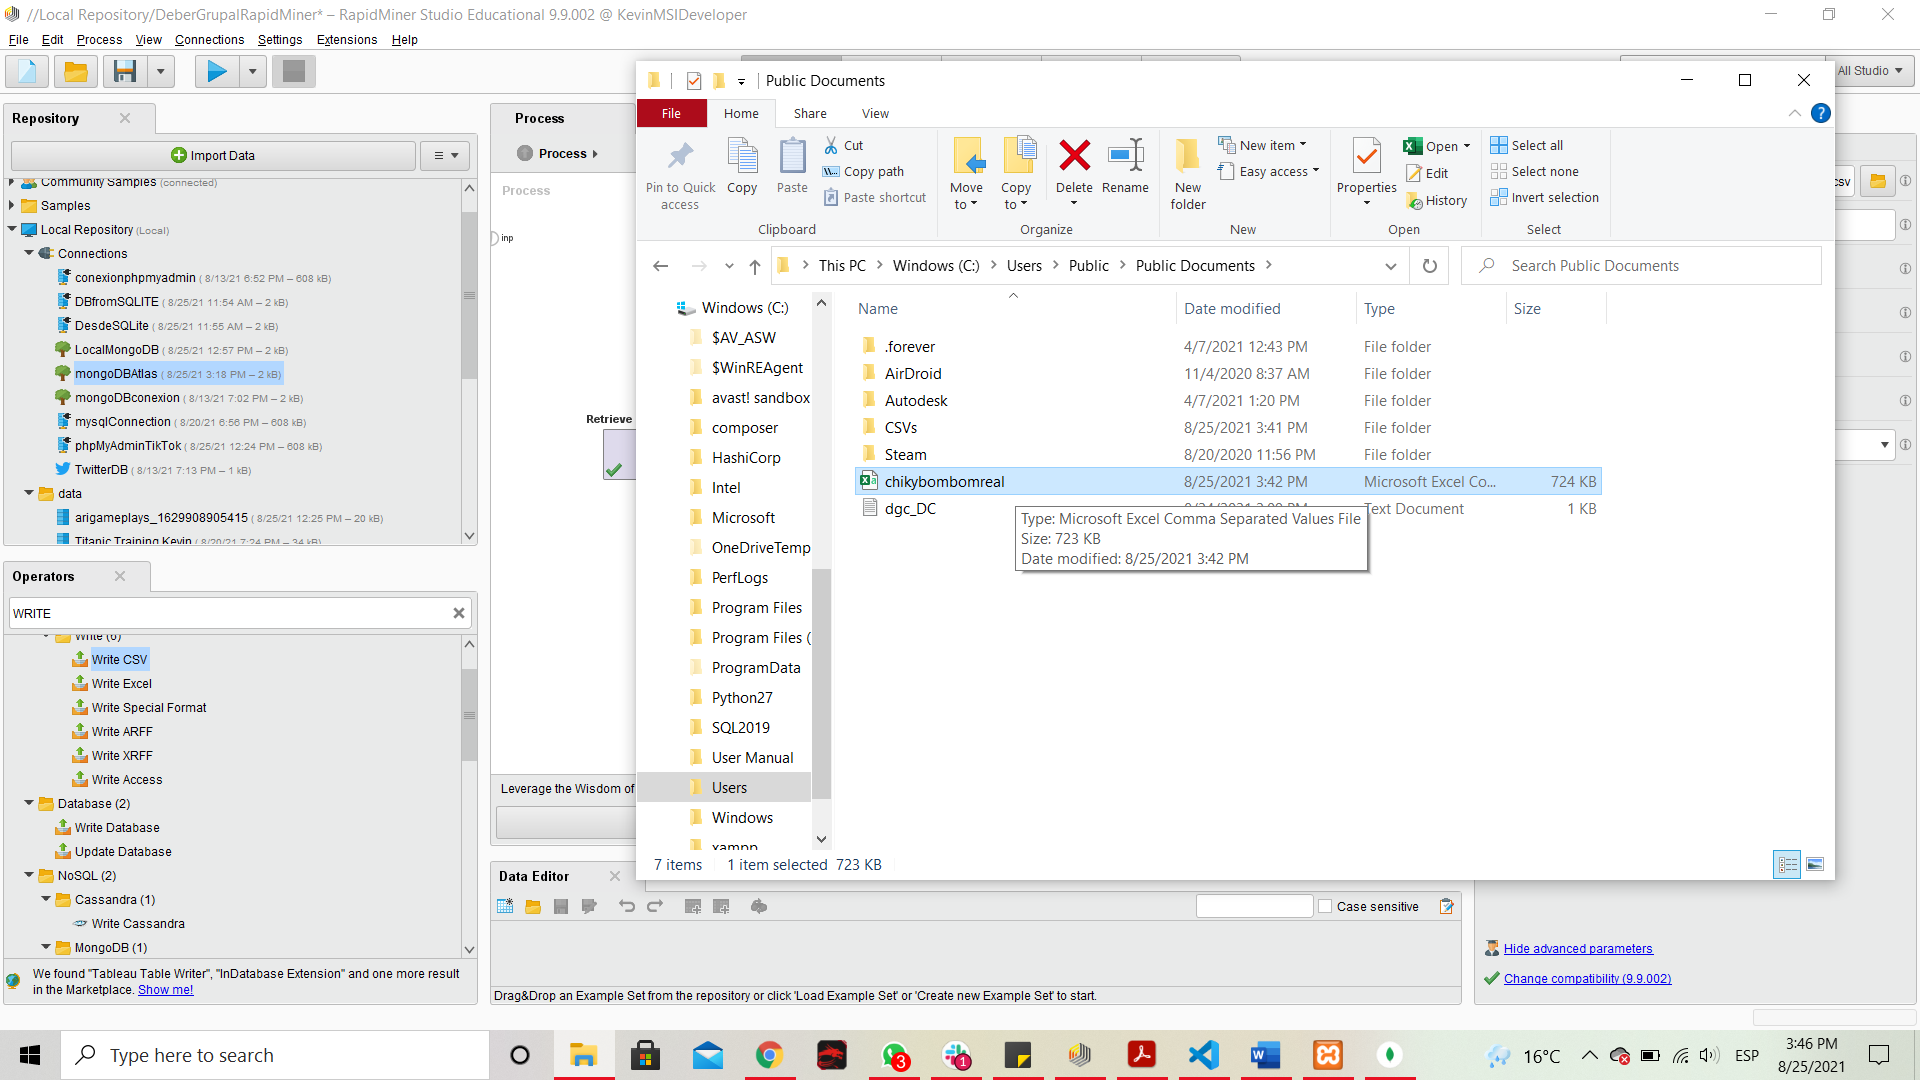 //Local Repository/DeberGrupalRapidMiner* – RapidMiner Studio Educational 9.9.002 @ KevinMSIDeveloper
File Edit Process View Connections Settings Extensions Help
All Studio
Repository
Import Data
Community Samples (connected)
Samples
Local Repository (Local)
Connections
conexionphpmyadmin ( 8/13/21 6:52 PM – 608 kB)
DBfromSQLITE ( 8/25/21 11:54 AM – 2 kB)
DesdeSQLite ( 8/25/21 11:55 AM – 2 kB)
LocalMongoDB ( 8/25/21 12:57 PM – 2 kB)
mongoDBAtlas ( 8/25/21 3:18 PM – 2 kB)
mongoDBconexion ( 8/13/21 7:02 PM – 2 kB)
mysqlConnection ( 8/20/21 6:56 PM – 608 kB)
phpMyAdminTikTok ( 8/25/21 12:24 PM – 608 kB)
TwitterDB ( 8/13/21 7:13 PM – 1 kB)
data
arigameplays_1629908905415 ( 8/25/21 12:25 PM – 20 kB)
Titanic Training Kevin ( 8/20/21 7:24 PM – 34 kB)
Operators
WRITE
Write (6)
Write CSV
Write Excel
Write Special Format
Write ARFF
Write XRFF
Write Access
Database (2)
Write Database
Update Database
NoSQL (2)
Cassandra (1)
Write Cassandra
MongoDB (1)
We found "Tableau Table Writer", "InDatabase Extension" and one more result
in the Marketplace. Show me!
Process
Process
Process
inp
Retrieve
Leverage the Wisdom of
Data Editor
Case sensitive
Drag&Drop an Example Set from the repository or click 'Load Example Set' or 'Create new Example Set' to start.
csv
Hide advanced parameters
Change compatibility (9.9.002)
Public Documents
File Home Share View
Pin to Quick access
Copy
Paste
Cut
Copy path
Paste shortcut
Clipboard
Move to
Copy to
Delete
Rename
Organize
New folder
New item
Easy access
New
Properties
Open
Edit
History
Open
Select all
Select none
Invert selection
Select
This PC > Windows (C:) > Users > Public > Public Documents >
Search Public Documents
Windows (C:)
$AV_ASW
$WinREAgent
avast! sandbox
composer
HashiCorp
Intel
Microsoft
OneDriveTemp
PerfLogs
Program Files
Program Files (
ProgramData
Python27
SQL2019
User Manual
Users
Windows
xampp
Name Date modified Type Size
.forever 4/7/2021 12:43 PM File folder
AirDroid 11/4/2020 8:37 AM File folder
Autodesk 4/7/2021 1:20 PM File folder
CSVs 8/25/2021 3:41 PM File folder
Steam 8/20/2020 11:56 PM File folder
chikybombomreal 8/25/2021 3:42 PM Microsoft Excel Co... 724 KB
dgc_DC Text Document 1 KB
Type: Microsoft Excel Comma Separated Values File
Size: 723 KB
Date modified: 8/25/2021 3:42 PM
7 items 1 item selected 723 KB
Type here to search
3
1
16°C
ESP
3:46 PM
8/25/2021